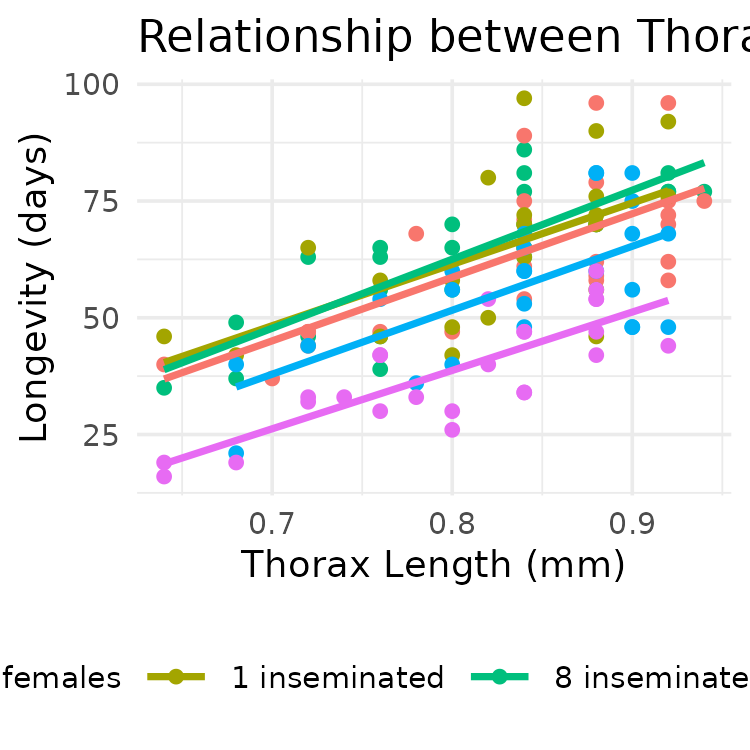 Relationship between Thora
100
75
50
25
Longevity (days)
0.7 0.8 0.9
Thorax Length (mm)
females 1 inseminated 8 inseminate